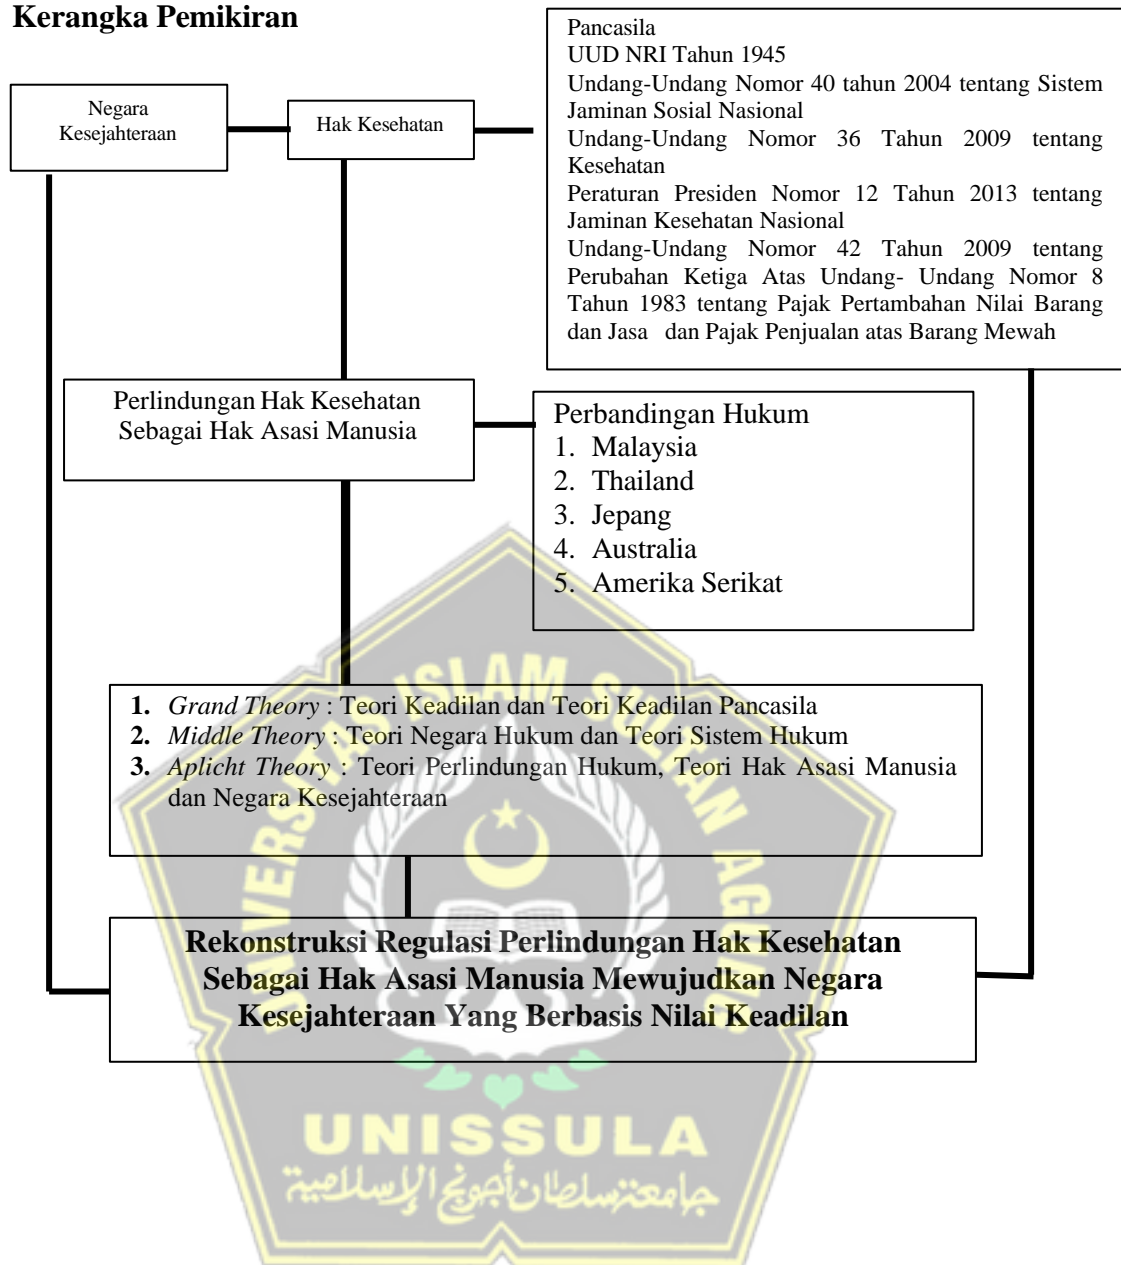 Kerangka Pemikiran
Negara
Kesejahteraan
Hak Kesehatan
Pancasila
UUD NRI Tahun 1945
Undang-Undang Nomor 40 tahun 2004 tentang Sistem
Jaminan Sosial Nasional
Undang-Undang Nomor 36 Tahun 2009 tentang
Kesehatan
Peraturan Presiden Nomor 12 Tahun 2013 tentang
Jaminan Kesehatan Nasional
Undang-Undang Nomor 42 Tahun 2009 tentang
Perubahan Ketiga Atas Undang- Undang Nomor 8
Tahun 1983 tentang Pajak Pertambahan Nilai Barang
dan Jasa dan Pajak Penjualan atas Barang Mewah
Perlindungan Hak Kesehatan
Sebagai Hak Asasi Manusia
Perbandingan Hukum
1. Malaysia
2. Thailand
3. Jepang
4. Australia
5. Amerika Serikat
1. Grand Theory : Teori Keadilan dan Teori Keadilan Pancasila
2. Middle Theory : Teori Negara Hukum dan Teori Sistem Hukum
3. Aplicht Theory : Teori Perlindungan Hukum, Teori Hak Asasi Manusia
dan Negara Kesejahteraan
Rekonstruksi Regulasi Perlindungan Hak Kesehatan
Sebagai Hak Asasi Manusia Mewujudkan Negara
Kesejahteraan Yang Berbasis Nilai Keadilan
UNIVERSITAS ISLAM SULTAN AGUNG
UNISSULA
جامعتسلطان أجونج الإسلامية